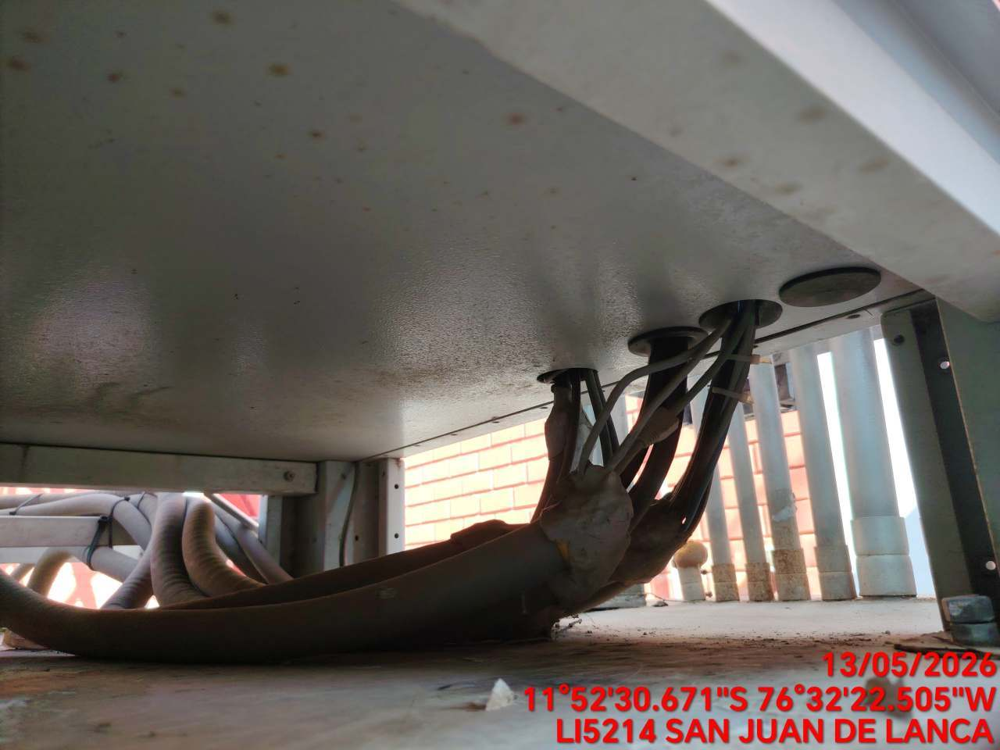 13/05/2026
11°52'30.671"S 76°32'22.505"W
LI5214 SAN JUAN DE LANCA